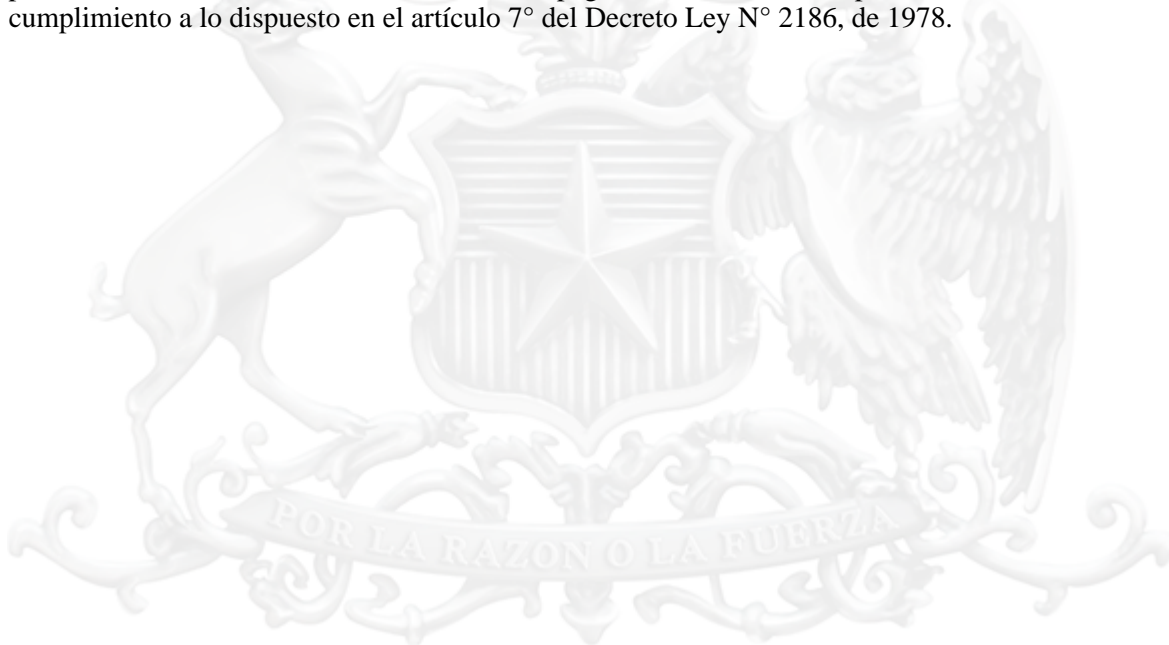 cumplimiento a lo dispuesto en el artículo 7° del Decreto Ley N° 2186, de 1978.
POR LA RAZON O LA FUERZA